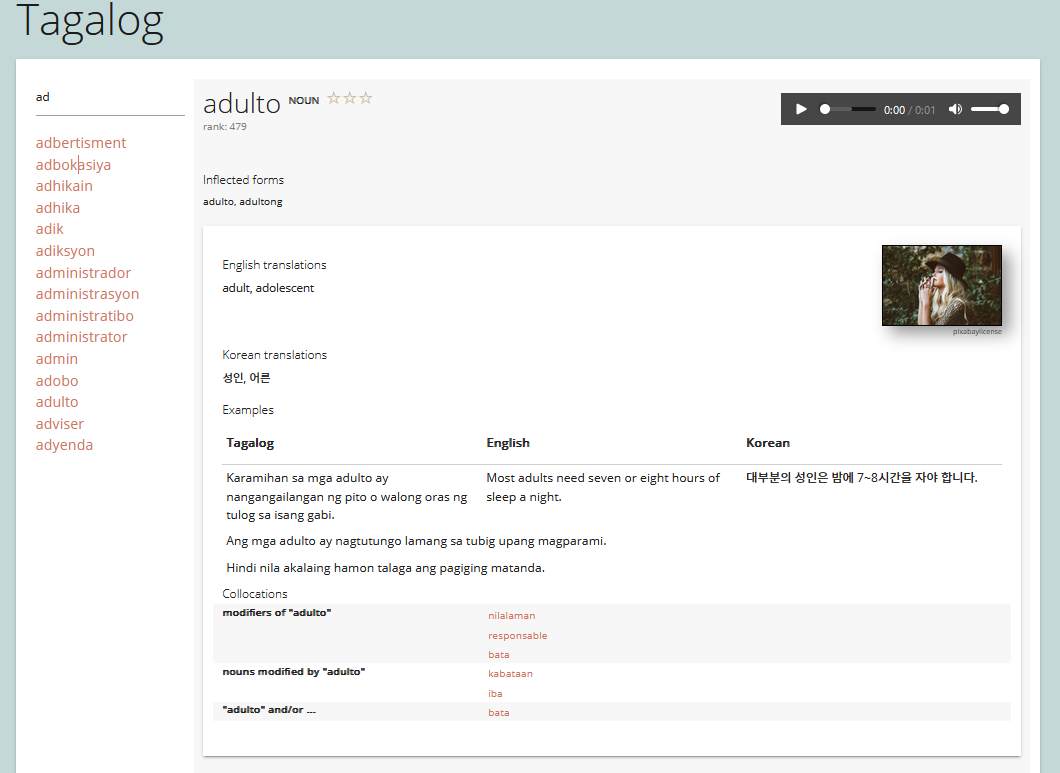 Tagalog
ad
adbertisment
adbokasiya
adhikain
adhika
adik
adiksyon
administrador
administrasyon
administratibo
administrator
admin
adobo
adulto
adviser
adyenda
adulto NOUN ☆☆☆
rank: 479
0:00 / 0:01
Inflected forms
adulto, adultong
English translations
adult, adolescent
pixabaylicense
Korean translations
성인, 어른
Examples
Tagalog English Korean
Karamihan sa mga adulto ay
nangangailangan ng pito o walong oras ng
tulog sa isang gabi.
Most adults need seven or eight hours of
sleep a night.
대부분의 성인은 밤에 7~8시간을 자야 합니다.
Ang mga adulto ay nagtutungo lamang sa tubig upang magparami.
Hindi nila akalaing hamon talaga ang pagiging matanda.
Collocations
modifiers of "adulto"
nilalaman
responsable
bata
nouns modified by "adulto"
kabataan
iba
"adulto" and/or ...
bata